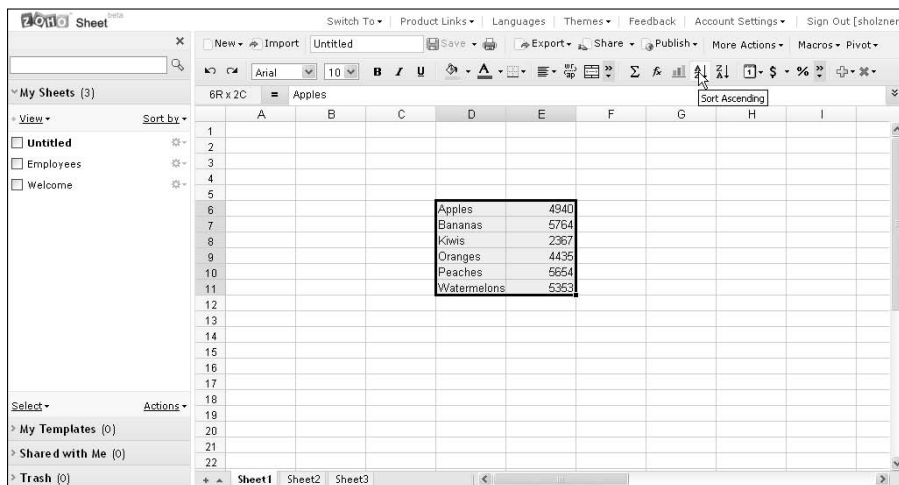 ZOHO Sheet beta
Switch To Product Links Languages Themes Feedback Account Settings Sign Out [sholzner
New Import Untitled Save Export Share Publish More Actions Macros Pivot
Arial 10 B I U Σ fx $ %
My Sheets (3)
6R x 2C = Apples
Sort Ascending
View Sort by
A B C D E F G H I
Untitled
Employees
Welcome
1
2
3
4
5
6 Apples 4940
7 Bananas 5764
8 Kiwis 2367
9 Oranges 4435
10 Peaches 5654
11 Watermelons 5353
12
13
14
15
16
17
18
19
20
21
22
Select Actions
My Templates (0)
Shared with Me (0)
Trash (0)
Sheet1 Sheet2 Sheet3